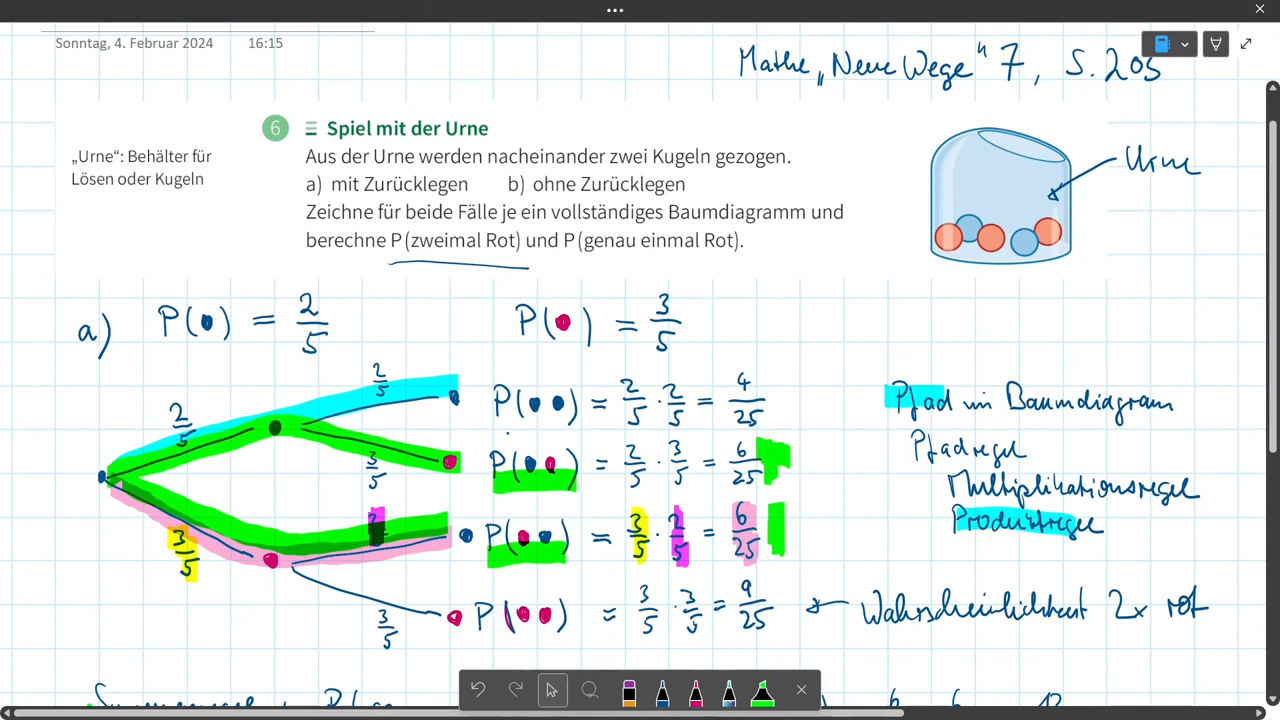 Sonntag, 4. Februar 2024 16:15
Mathe „Neue Wege" 7, S. 205
6 Spiel mit der Urne
„Urne“: Behälter für
Lösen oder Kugeln
Aus der Urne werden nacheinander zwei Kugeln gezogen.
a) mit Zurücklegen b) ohne Zurücklegen
Zeichne für beide Fälle je ein vollständiges Baumdiagramm und
berechne P(zweimal Rot) und P(genau einmal Rot).
Urne
a) P(●) = 2/5 P(●) = 3/5
2/5 2/5 P(●●) = 2/5 · 2/5 = 4/25
3/5 P(●●) = 2/5 · 3/5 = 6/25
3/5 P(●●) = 3/5 · 2/5 = 6/25
3/5 P(●●) = 3/5 · 3/5 = 9/25 ← Wahrscheinlichkeit 2x rot
Pfad im Baumdiagram
Pfadregel
Multiplikationsregel
Produktregel